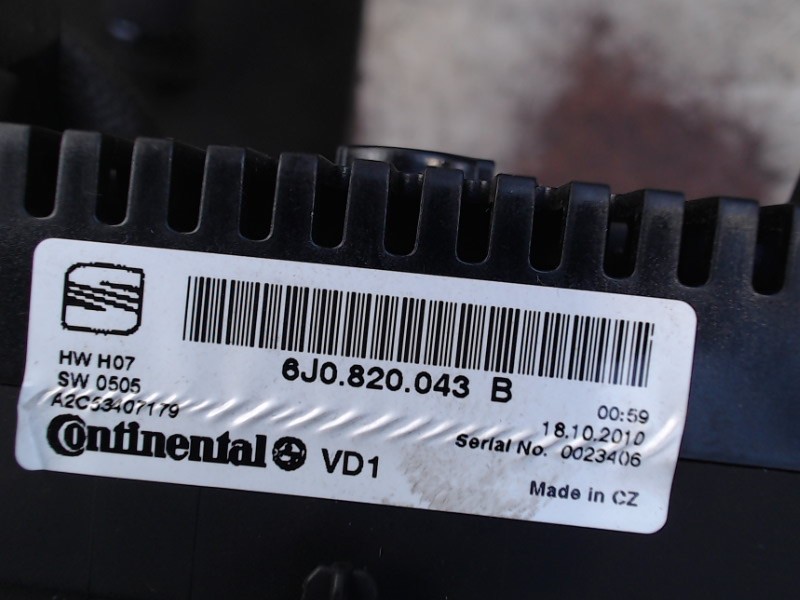 6J0.820.043 B
HW H07
SW 0505
A2C53407179
00:59
18.10.2010
Serial No. 0023406
Continental VD1
Made in CZ